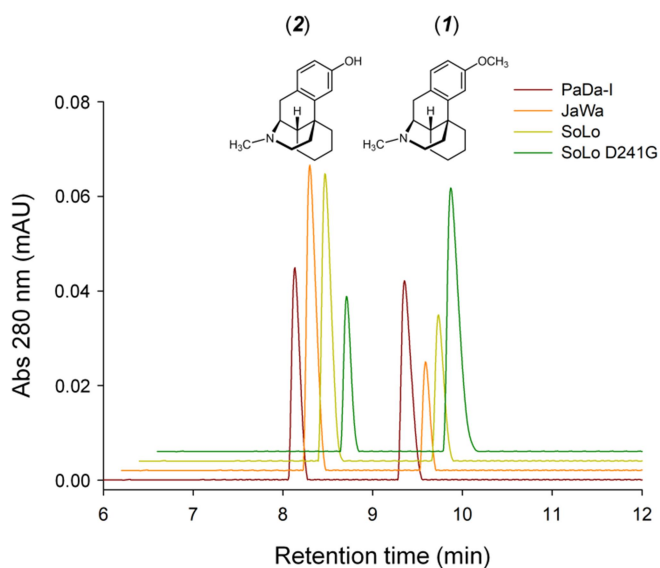 (2) (1)
OH
OCH₃
H
H
N
N
H₃C
H₃C
PaDa-I
JaWa
SoLo
SoLo D241G
0.08
0.06
0.04
0.02
0.00
Abs 280 nm (mAU)
6 7 8 9 10 11 12
Retention time (min)